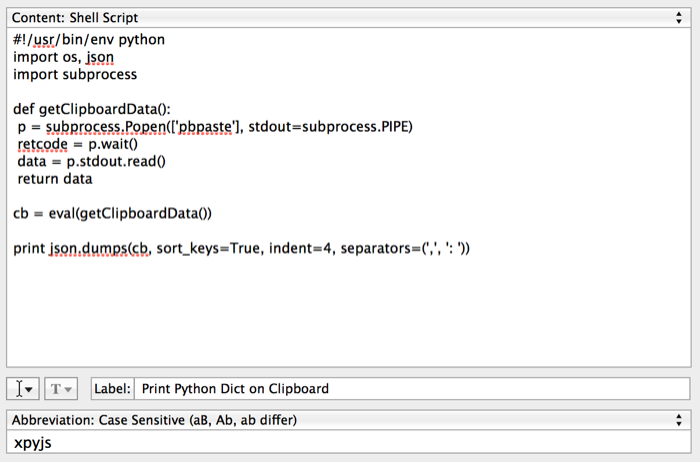 Content: Shell Script
#!/usr/bin/env python
import os, json
import subprocess
def getClipboardData():
p = subprocess.Popen(['pbpaste'], stdout=subprocess.PIPE)
retcode = p.wait()
data = p.stdout.read()
return data
cb = eval(getClipboardData())
print json.dumps(cb, sort_keys=True, indent=4, separators=(',', ': '))
T Label: Print Python Dict on Clipboard
Abbreviation: Case Sensitive (aB, Ab, ab differ)
xpyjs